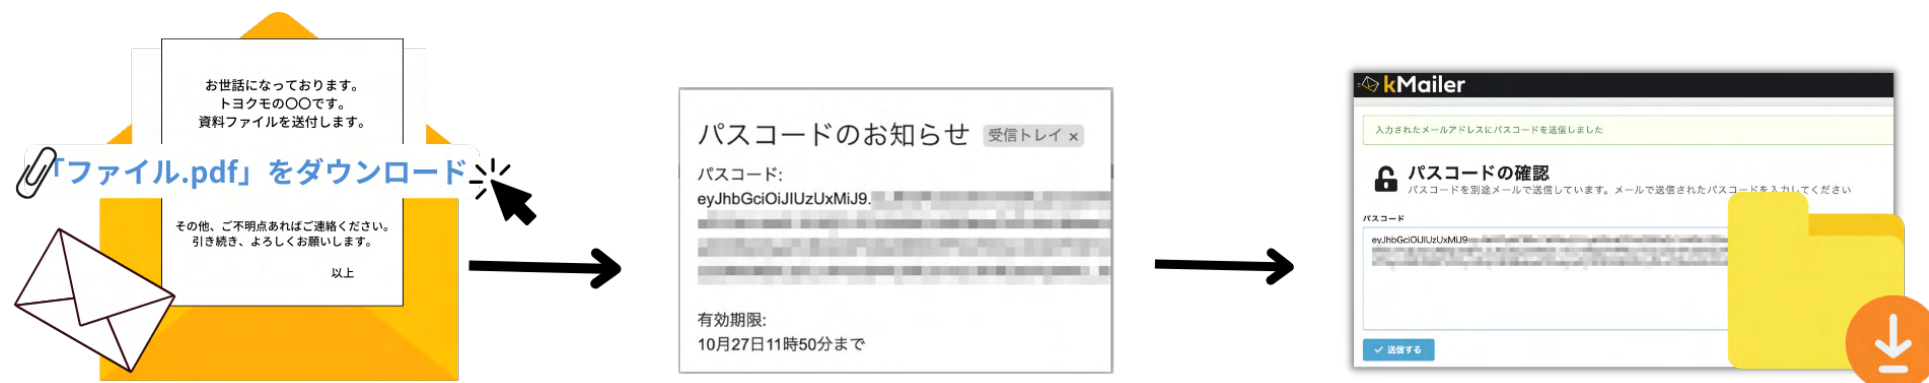 お世話になっております。
トヨクモの〇〇です。
資料ファイルを送付します。
「ファイル.pdf」をダウンロード
その他、ご不明点あればご連絡ください。
引き続き、よろしくお願いします。
以上
パスコードのお知らせ 受信トレイ ×
パスコード:
eyJhbGciOiJIUzUxMiJ9.
有効期限:
10月27日11時50分まで
kMailer
入力されたメールアドレスにパスコードを送信しました
パスコードの確認
パスコードを別途メールで送信しています。メールで送信されたパスコードを入力してください
パスコード
eyJhbGciOiJIUzUxMiJ9
送信する